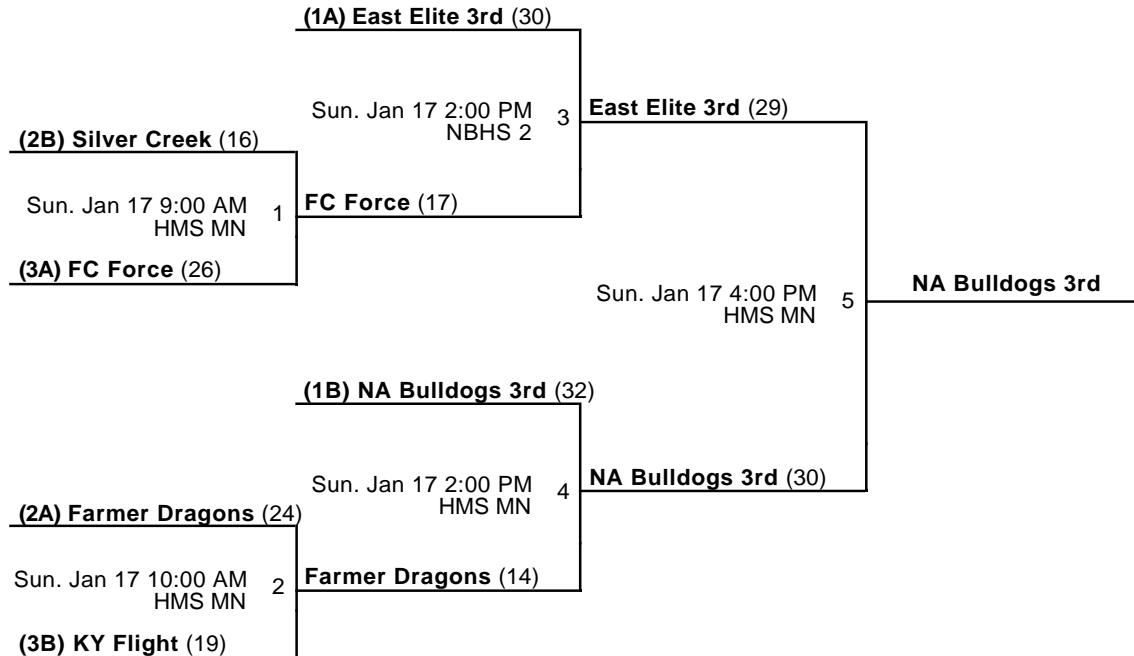 (1A) East Elite 3rd (30)
Sun. Jan 17 2:00 PM
NBHS 2
3
East Elite 3rd (29)
(2B) Silver Creek (16)
Sun. Jan 17 9:00 AM
HMS MN
1
FC Force (17)
(3A) FC Force (26)
Sun. Jan 17 4:00 PM
HMS MN
5
NA Bulldogs 3rd
(1B) NA Bulldogs 3rd (32)
Sun. Jan 17 2:00 PM
HMS MN
4
NA Bulldogs 3rd (30)
(2A) Farmer Dragons (24)
Sun. Jan 17 10:00 AM
HMS MN
2
Farmer Dragons (14)
(3B) KY Flight (19)